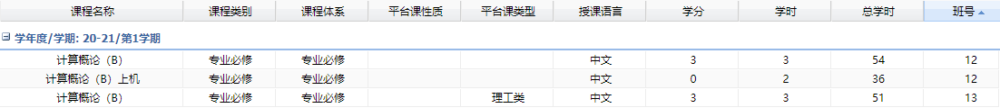 课程名称 课程类别 课程体系 平台课性质 平台课类型 授课语言 学分 学时 总学时 班号
学年度/学期: 20-21/第1学期
计算概论（B） 专业必修 专业必修 中文 3 3 54 12
计算概论（B）上机 专业必修 专业必修 中文 0 2 36 12
计算概论（B） 专业必修 专业必修 理工类 中文 3 3 51 13